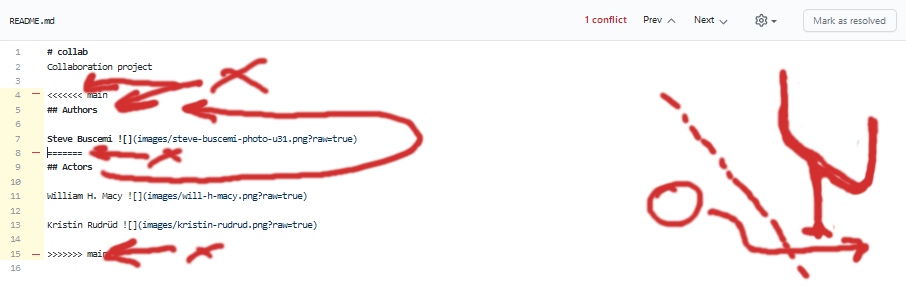 README.md 1 conflict Prev Next Mark as resolved
1 # collab
2 Collaboration project
3
4 <<<<<<< main
5 ## Authors
6
7 Steve Buscemi ![](images/steve-buscemi-photo-u31.png?raw=true)
8 =======
9 ## Actors
10
11 William H. Macy ![](images/will-h-macy.png?raw=true)
12
13 Kristin Rudrüd ![](images/kristin-rudrud.png?raw=true)
14
15 >>>>>>> main
16